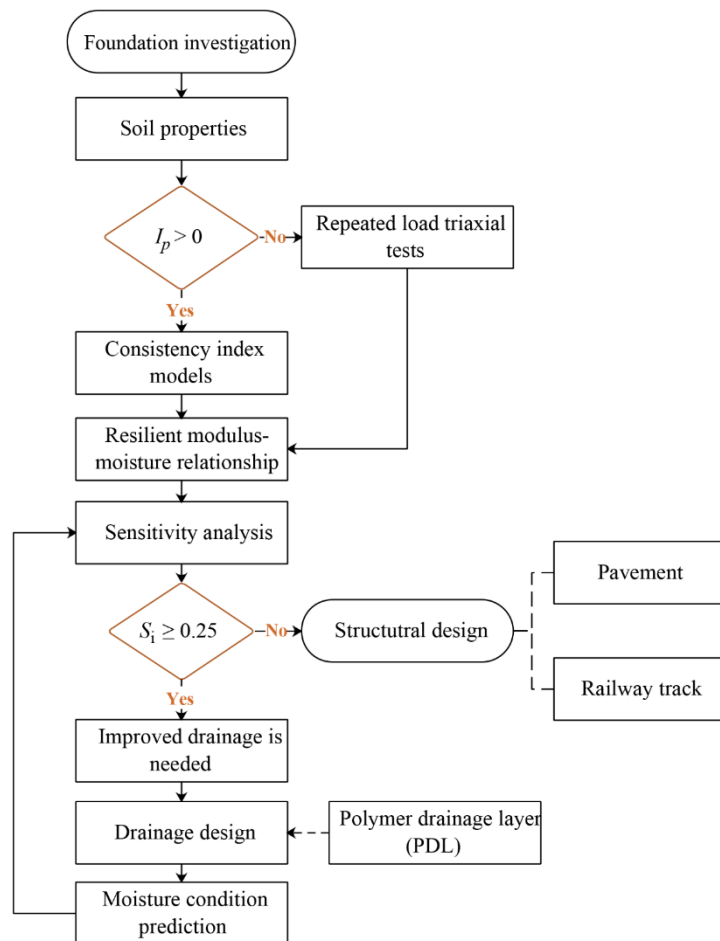 Foundation investigation
Soil properties
I_p > 0
No
Repeated load triaxial
tests
Yes
Consistency index
models
Resilient modulus-
moisture relationship
Sensitivity analysis
S_i ≥ 0.25
No
Structutral design
Pavement
Railway track
Yes
Improved drainage is
needed
Drainage design
Polymer drainage layer
(PDL)
Moisture condition
prediction